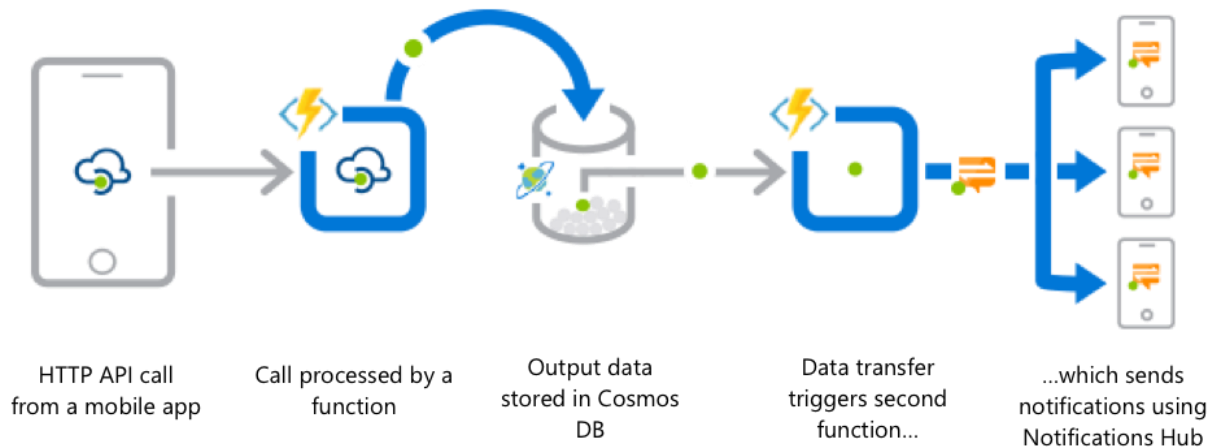 HTTP API call
from a mobile app
Call processed by a
function
Output data
stored in Cosmos
DB
Data transfer
triggers second
function...
...which sends
notifications using
Notifications Hub